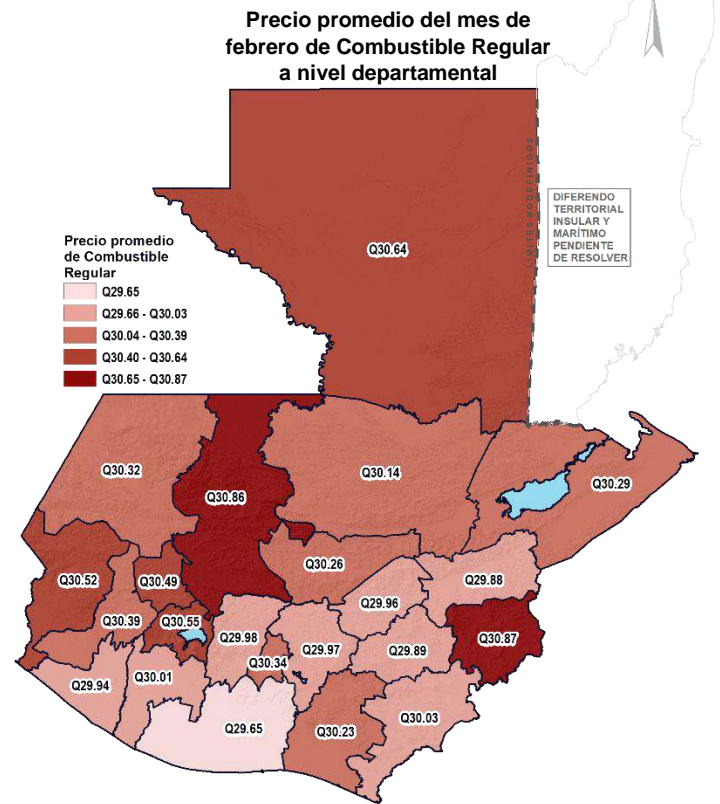 Precio promedio del mes de
febrero de Combustible Regular
a nivel departamental
LÍMITES NO DEFINIDOS
DIFERENDO
TERRITORIAL
INSULAR Y
MARÍTIMO
PENDIENTE
DE RESOLVER
Q30.64
Precio promedio
de Combustible
Regular
Q29.65
Q29.66 - Q30.03
Q30.04 - Q30.39
Q30.40 - Q30.64
Q30.65 - Q30.87
Q30.32
Q30.86
Q30.14
Q30.29
Q30.52
Q30.49
Q30.26
Q29.88
Q30.39
Q30.55
Q29.96
Q29.98
Q30.34
Q29.97
Q29.89
Q30.87
Q29.94
Q30.01
Q29.65
Q30.23
Q30.03